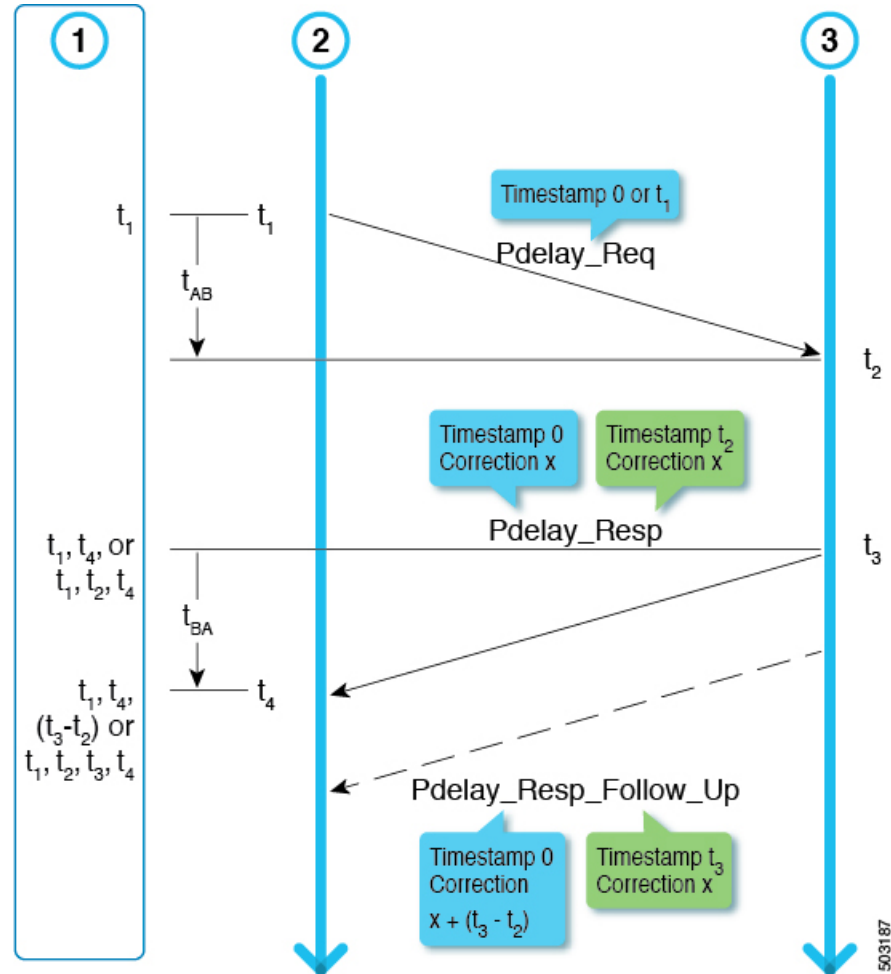 1
2
3
Timestamp 0 or t₁
Pdelay_Req
t₁
t₁
t_AB
t₂
Timestamp 0
Correction x
Timestamp t₂
Correction x
Pdelay_Resp
t₁, t₄, or
t₁, t₂, t₄
t₃
t_BA
t₁, t₄,
(t₃-t₂) or
t₁, t₂, t₃, t₄
t₄
Pdelay_Resp_Follow_Up
Timestamp 0
Correction
x + (t₃ - t₂)
Timestamp t₃
Correction x
503187